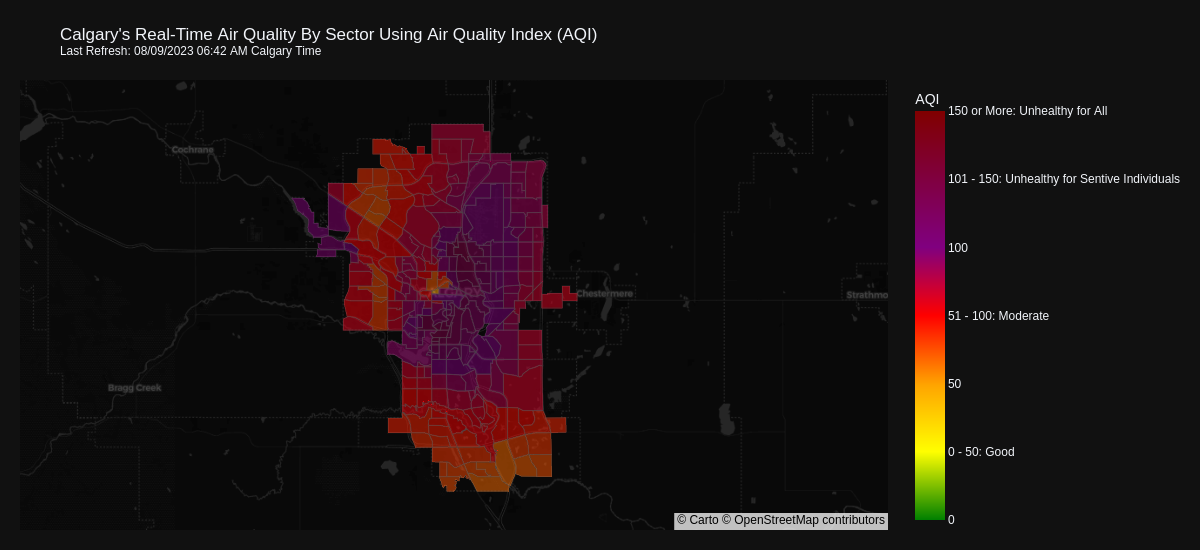 Calgary's Real-Time Air Quality By Sector Using Air Quality Index (AQI)
Last Refresh: 08/09/2023 06:42 AM Calgary Time
AQI
150 or More: Unhealthy for All
Cochrane
101 - 150: Unhealthy for Sentive Individuals
100
Chestermere
Strathmo
51 - 100: Moderate
Bragg Creek
50
0 - 50: Good
© Carto © OpenStreetMap contributors
0